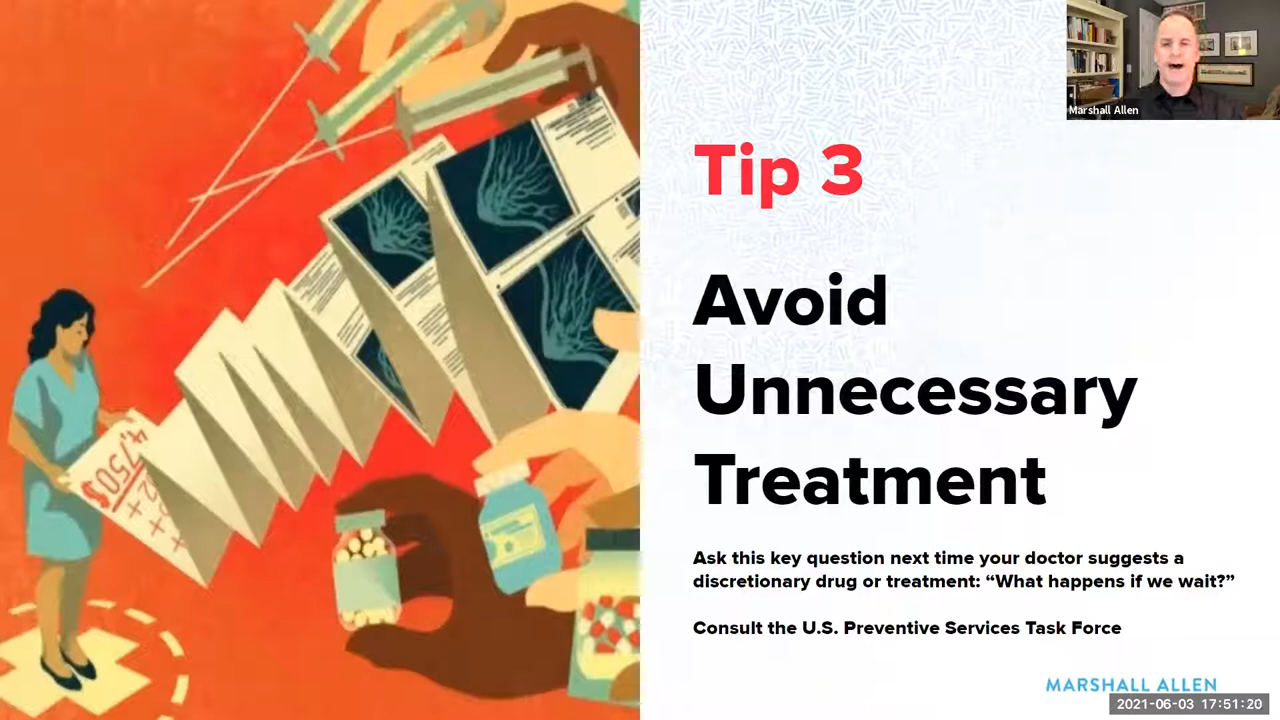 Marshall Allen
Tip 3
Avoid
Unnecessary
Treatment
Ask this key question next time your doctor suggests a
discretionary drug or treatment: “What happens if we wait?”
Consult the U.S. Preventive Services Task Force
MARSHALL ALLEN
2021-06-03 17:51:20
4,750$